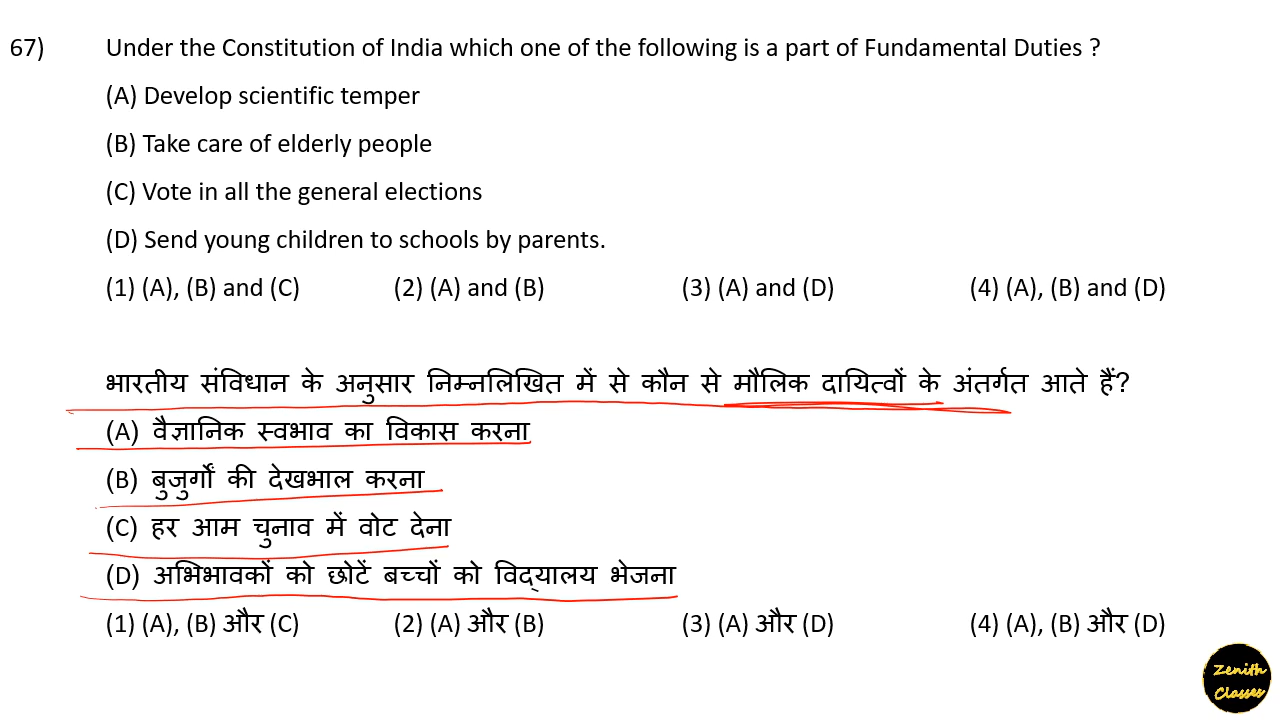 67) Under the Constitution of India which one of the following is a part of Fundamental Duties ?
(A) Develop scientific temper
(B) Take care of elderly people
(C) Vote in all the general elections
(D) Send young children to schools by parents.
(1) (A), (B) and (C) (2) (A) and (B) (3) (A) and (D) (4) (A), (B) and (D)
भारतीय संविधान के अनुसार निम्नलिखित में से कौन से मौलिक दायित्वों के अंतर्गत आते हैं?
(A) वैज्ञानिक स्वभाव का विकास करना
(B) बुजुर्गों की देखभाल करना
(C) हर आम चुनाव में वोट देना
(D) अभिभावकों को छोटें बच्चों को विद्यालय भेजना
(1) (A), (B) और (C) (2) (A) और (B) (3) (A) और (D) (4) (A), (B) और (D)
Zenith
Classes